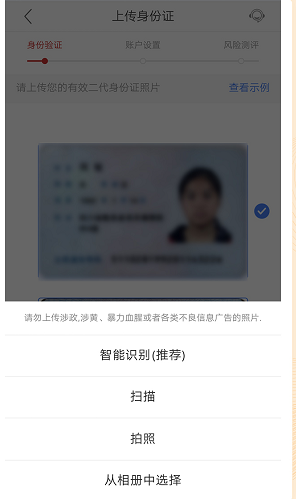 上传身份证
身份验证 账户设置 风险测评
请上传您的有效二代身份证照片 查看示例
请勿上传涉政,涉黄、暴力血腥或者各类不良信息广告的照片.
智能识别(推荐)
扫描
拍照
从相册中选择